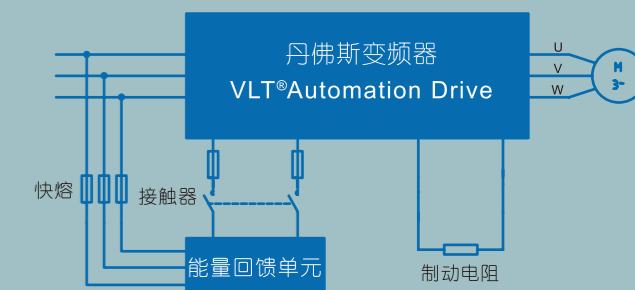 丹佛斯变频器
VLT®Automation Drive
U
V
W
M
3~
快熔
接触器
能量回馈单元
制动电阻